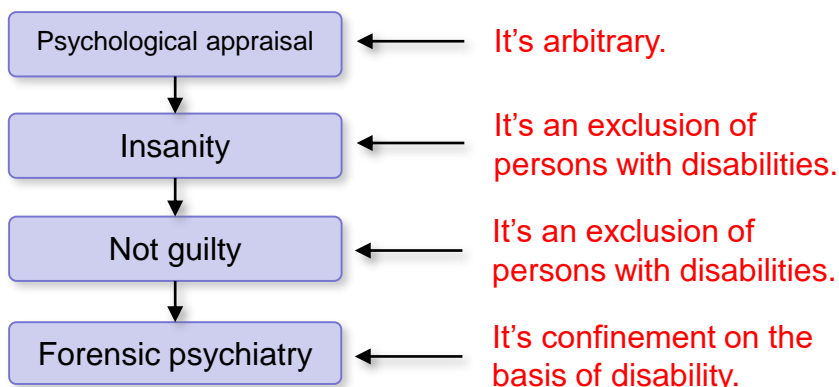 Psychological appraisal
It's arbitrary.
Insanity
It's an exclusion of
persons with disabilities.
Not guilty
It's an exclusion of
persons with disabilities.
Forensic psychiatry
It's confinement on the
basis of disability.